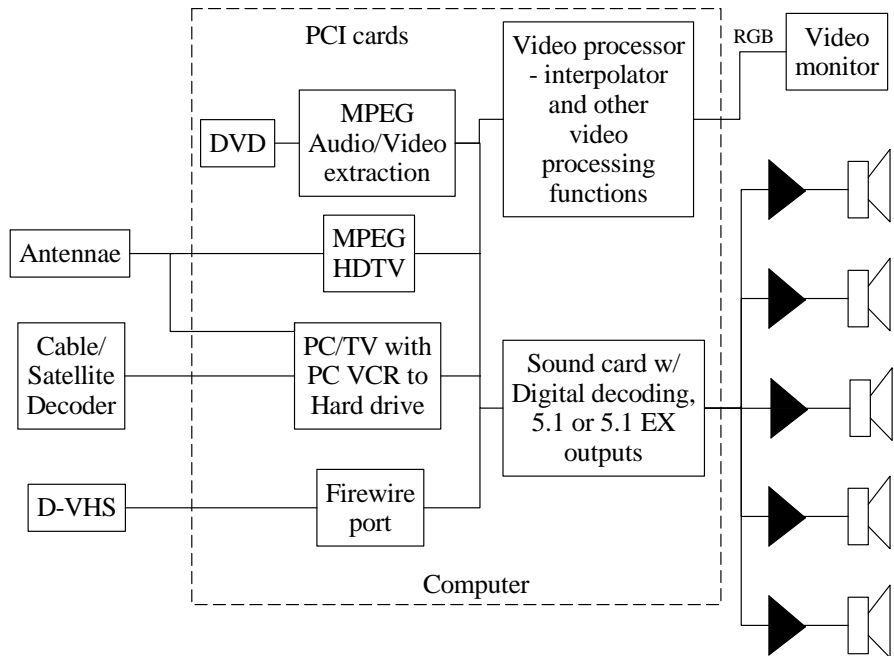 PCI cards
Video processor
- interpolator
and other
video
processing
functions
RGB
Video
monitor
DVD
MPEG
Audio/Video
extraction
Antennae
MPEG
HDTV
Cable/
Satellite
Decoder
PC/TV with
PC VCR to
Hard drive
Sound card w/
Digital decoding,
5.1 or 5.1 EX
outputs
D-VHS
Firewire
port
Computer